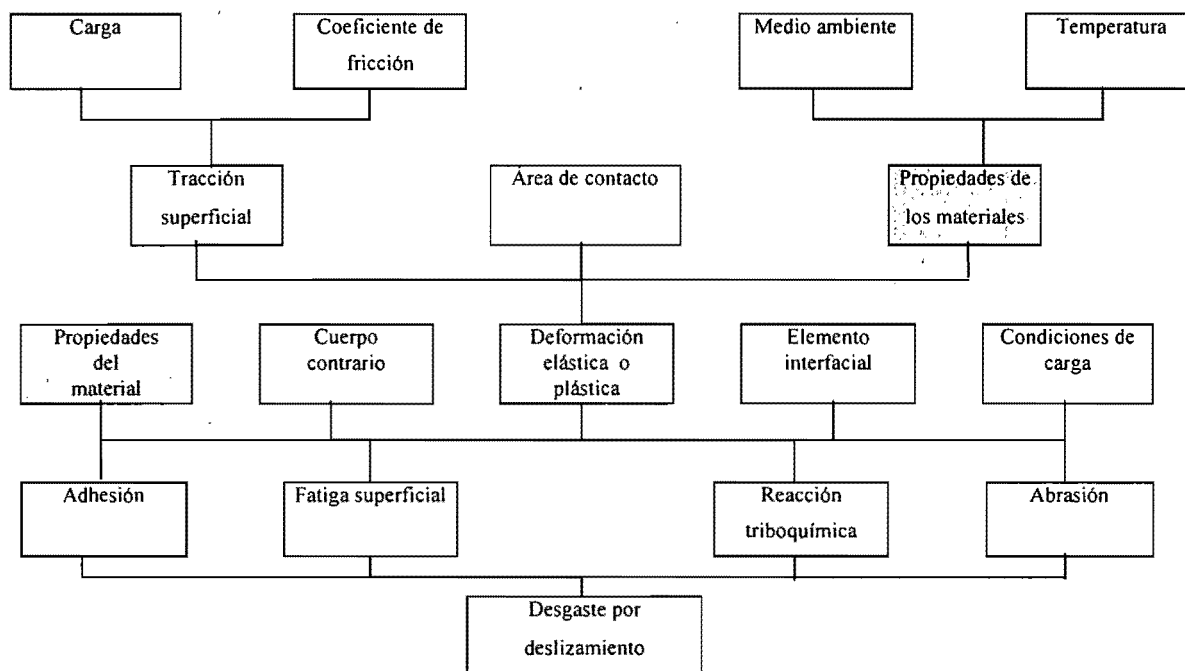 Carga
Coeficiente de
fricción
Medio ambiente
Temperatura
Tracción
superficial
Área de contacto
Propiedades de
los materiales
Propiedades
del
material
Cuerpo
contrario
Deformación
elástica o
plástica
Elemento
interfacial
Condiciones de
carga
Adhesión
Fatiga superficial
Reacción
triboquímica
Abrasión
Desgaste por
deslizamiento